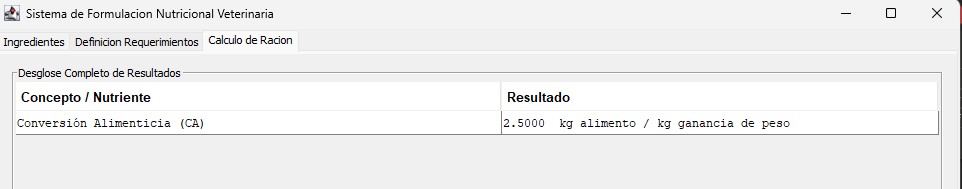 Sistema de Formulacion Nutricional Veterinaria
Ingredientes Definicion Requerimientos Calculo de Racion
Desglose Completo de Resultados
Concepto / Nutriente Resultado
Conversión Alimenticia (CA) 2.5000 kg alimento / kg ganancia de peso